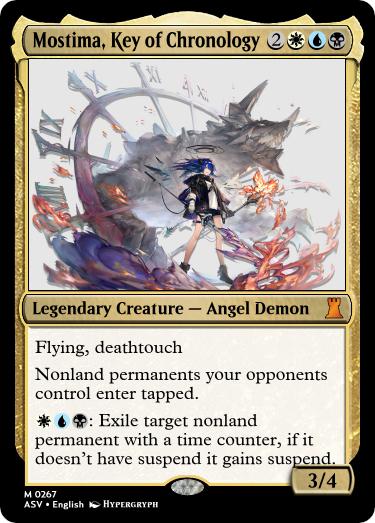 Mostima, Key of Chronology 2
Legendary Creature — Angel Demon
Flying, deathtouch
Nonland permanents your opponents
control enter tapped.
: Exile target nonland
permanent with a time counter, if it
doesn't have suspend it gains suspend.
3/4
M 0267
ASV • English HYPERGRYPH